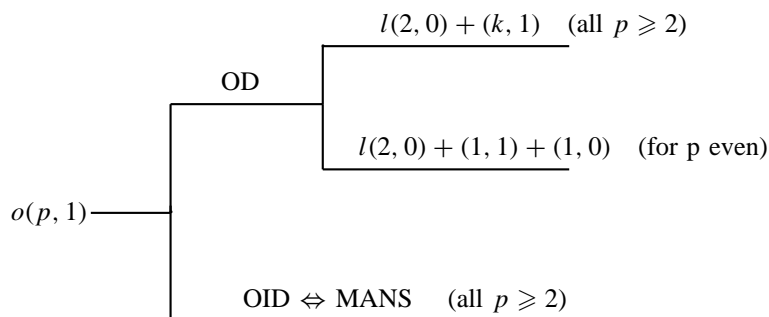 l(2, 0) + (k, 1) (all p ⩾ 2)
OD
l(2, 0) + (1, 1) + (1, 0) (for p even)
o(p, 1)
OID ⇔ MANS (all p ⩾ 2)